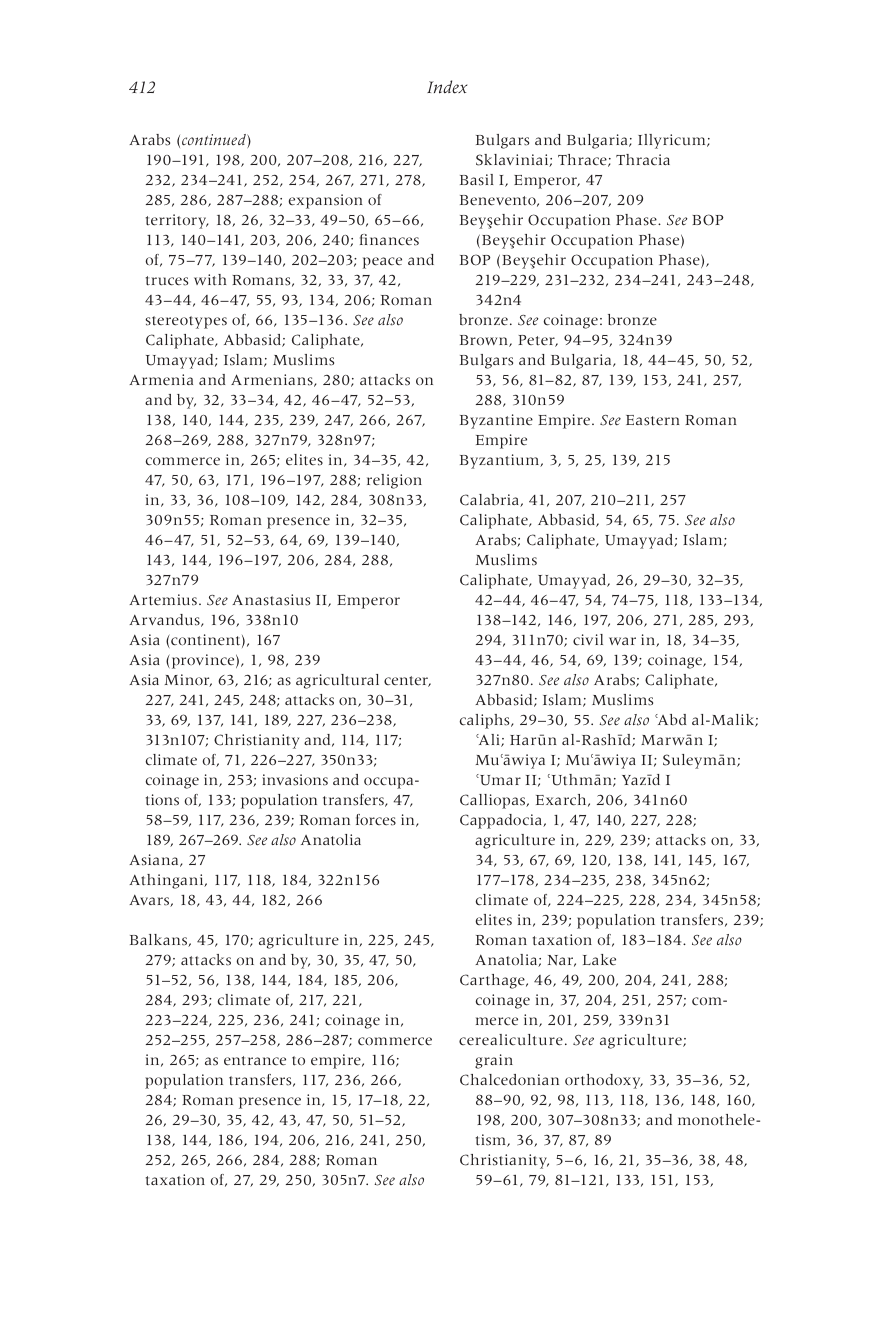 412
Index
Arabs (continued)
190–191, 198, 200, 207–208, 216, 227,
232, 234–241, 252, 254, 267, 271, 278,
285, 286, 287–288; expansion of
territory, 18, 26, 32–33, 49–50, 65–66,
113, 140–141, 203, 206, 240; finances
of, 75–77, 139–140, 202–203; peace and
truces with Romans, 32, 33, 37, 42,
43–44, 46–47, 55, 93, 134, 206; Roman
stereotypes of, 66, 135–136. See also
Caliphate, Abbasid; Caliphate,
Umayyad; Islam; Muslims
Armenia and Armenians, 280; attacks on
and by, 32, 33–34, 42, 46–47, 52–53,
138, 140, 144, 235, 239, 247, 266, 267,
268–269, 288, 327n79, 328n97;
commerce in, 265; elites in, 34–35, 42,
47, 50, 63, 171, 196–197, 288; religion
in, 33, 36, 108–109, 142, 284, 308n33,
309n55; Roman presence in, 32–35,
46–47, 51, 52–53, 64, 69, 139–140,
143, 144, 196–197, 206, 284, 288,
327n79
Artemius. See Anastasius II, Emperor
Arvandus, 196, 338n10
Asia (continent), 167
Asia (province), 1, 98, 239
Asia Minor, 63, 216; as agricultural center,
227, 241, 245, 248; attacks on, 30–31,
33, 69, 137, 141, 189, 227, 236–238,
313n107; Christianity and, 114, 117;
climate of, 71, 226–227, 350n33;
coinage in, 253; invasions and occupa-
tions of, 133; population transfers, 47,
58–59, 117, 236, 239; Roman forces in,
189, 267–269. See also Anatolia
Asiana, 27
Athingani, 117, 118, 184, 322n156
Avars, 18, 43, 44, 182, 266
Balkans, 45, 170; agriculture in, 225, 245,
279; attacks on and by, 30, 35, 47, 50,
51–52, 56, 138, 144, 184, 185, 206,
284, 293; climate of, 217, 221,
223–224, 225, 236, 241; coinage in,
252–255, 257–258, 286–287; commerce
in, 265; as entrance to empire, 116;
population transfers, 117, 236, 266,
284; Roman presence in, 15, 17–18, 22,
26, 29–30, 35, 42, 43, 47, 50, 51–52,
138, 144, 186, 194, 206, 216, 241, 250,
252, 265, 266, 284, 288; Roman
taxation of, 27, 29, 250, 305n7. See also
Bulgars and Bulgaria; Illyricum;
Sklaviniai; Thrace; Thracia
Basil I, Emperor, 47
Benevento, 206–207, 209
Beyşehir Occupation Phase. See BOP
(Beyşehir Occupation Phase)
BOP (Beyşehir Occupation Phase),
219–229, 231–232, 234–241, 243–248,
342n4
bronze. See coinage: bronze
Brown, Peter, 94–95, 324n39
Bulgars and Bulgaria, 18, 44–45, 50, 52,
53, 56, 81–82, 87, 139, 153, 241, 257,
288, 310n59
Byzantine Empire. See Eastern Roman
Empire
Byzantium, 3, 5, 25, 139, 215
Calabria, 41, 207, 210–211, 257
Caliphate, Abbasid, 54, 65, 75. See also
Arabs; Caliphate, Umayyad; Islam;
Muslims
Caliphate, Umayyad, 26, 29–30, 32–35,
42–44, 46–47, 54, 74–75, 118, 133–134,
138–142, 146, 197, 206, 271, 285, 293,
294, 311n70; civil war in, 18, 34–35,
43–44, 46, 54, 69, 139; coinage, 154,
327n80. See also Arabs; Caliphate,
Abbasid; Islam; Muslims
caliphs, 29–30, 55. See also ʿAbd al-Malik;
ʿAli; Harūn al-Rashīd; Marwān I;
Muʿāwiya I; Muʿāwiya II; Suleymān;
ʿUmar II; ʿUthmān; Yazīd I
Calliopas, Exarch, 206, 341n60
Cappadocia, 1, 47, 140, 227, 228;
agriculture in, 229, 239; attacks on, 33,
34, 53, 67, 69, 120, 138, 141, 145, 167,
177–178, 234–235, 238, 345n62;
climate of, 224–225, 228, 234, 345n58;
elites in, 239; population transfers, 239;
Roman taxation of, 183–184. See also
Anatolia; Nar, Lake
Carthage, 46, 49, 200, 204, 241, 288;
coinage in, 37, 204, 251, 257; com-
merce in, 201, 259, 339n31
cerealiculture. See agriculture;
grain
Chalcedonian orthodoxy, 33, 35–36, 52,
88–90, 92, 98, 113, 118, 136, 148, 160,
198, 200, 307–308n33; and monothele-
tism, 36, 37, 87, 89
Christianity, 5–6, 16, 21, 35–36, 38, 48,
59–61, 79, 81–121, 133, 151, 153,